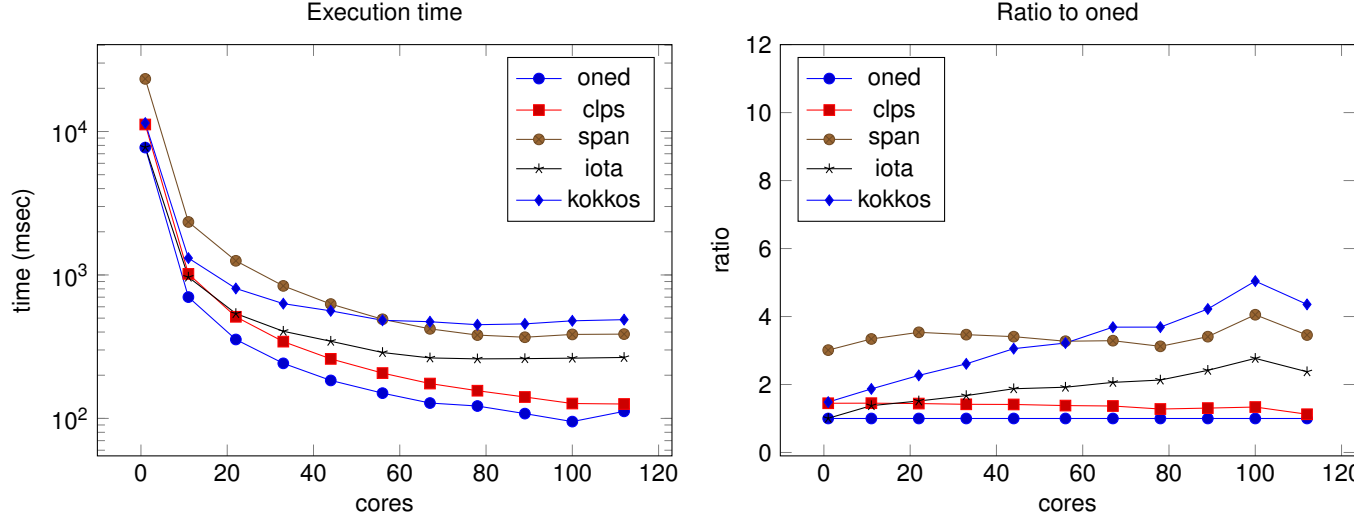 Execution time
10^4
10^3
10^2
time (msec)
0 20 40 60 80 100 120
cores
oned
clps
span
iota
kokkos
Ratio to oned
12
10
8
6
4
2
0
ratio
0 20 40 60 80 100 120
cores
oned
clps
span
iota
kokkos